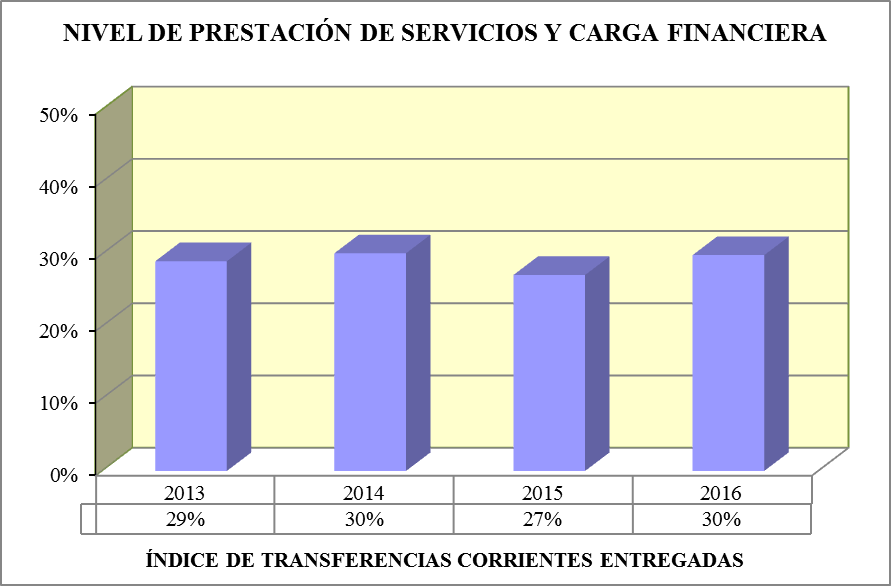 NIVEL DE PRESTACIÓN DE SERVICIOS Y CARGA FINANCIERA
50%
40%
30%
20%
10%
0%
2013 2014 2015 2016
29% 30% 27% 30%
ÍNDICE DE TRANSFERENCIAS CORRIENTES ENTREGADAS